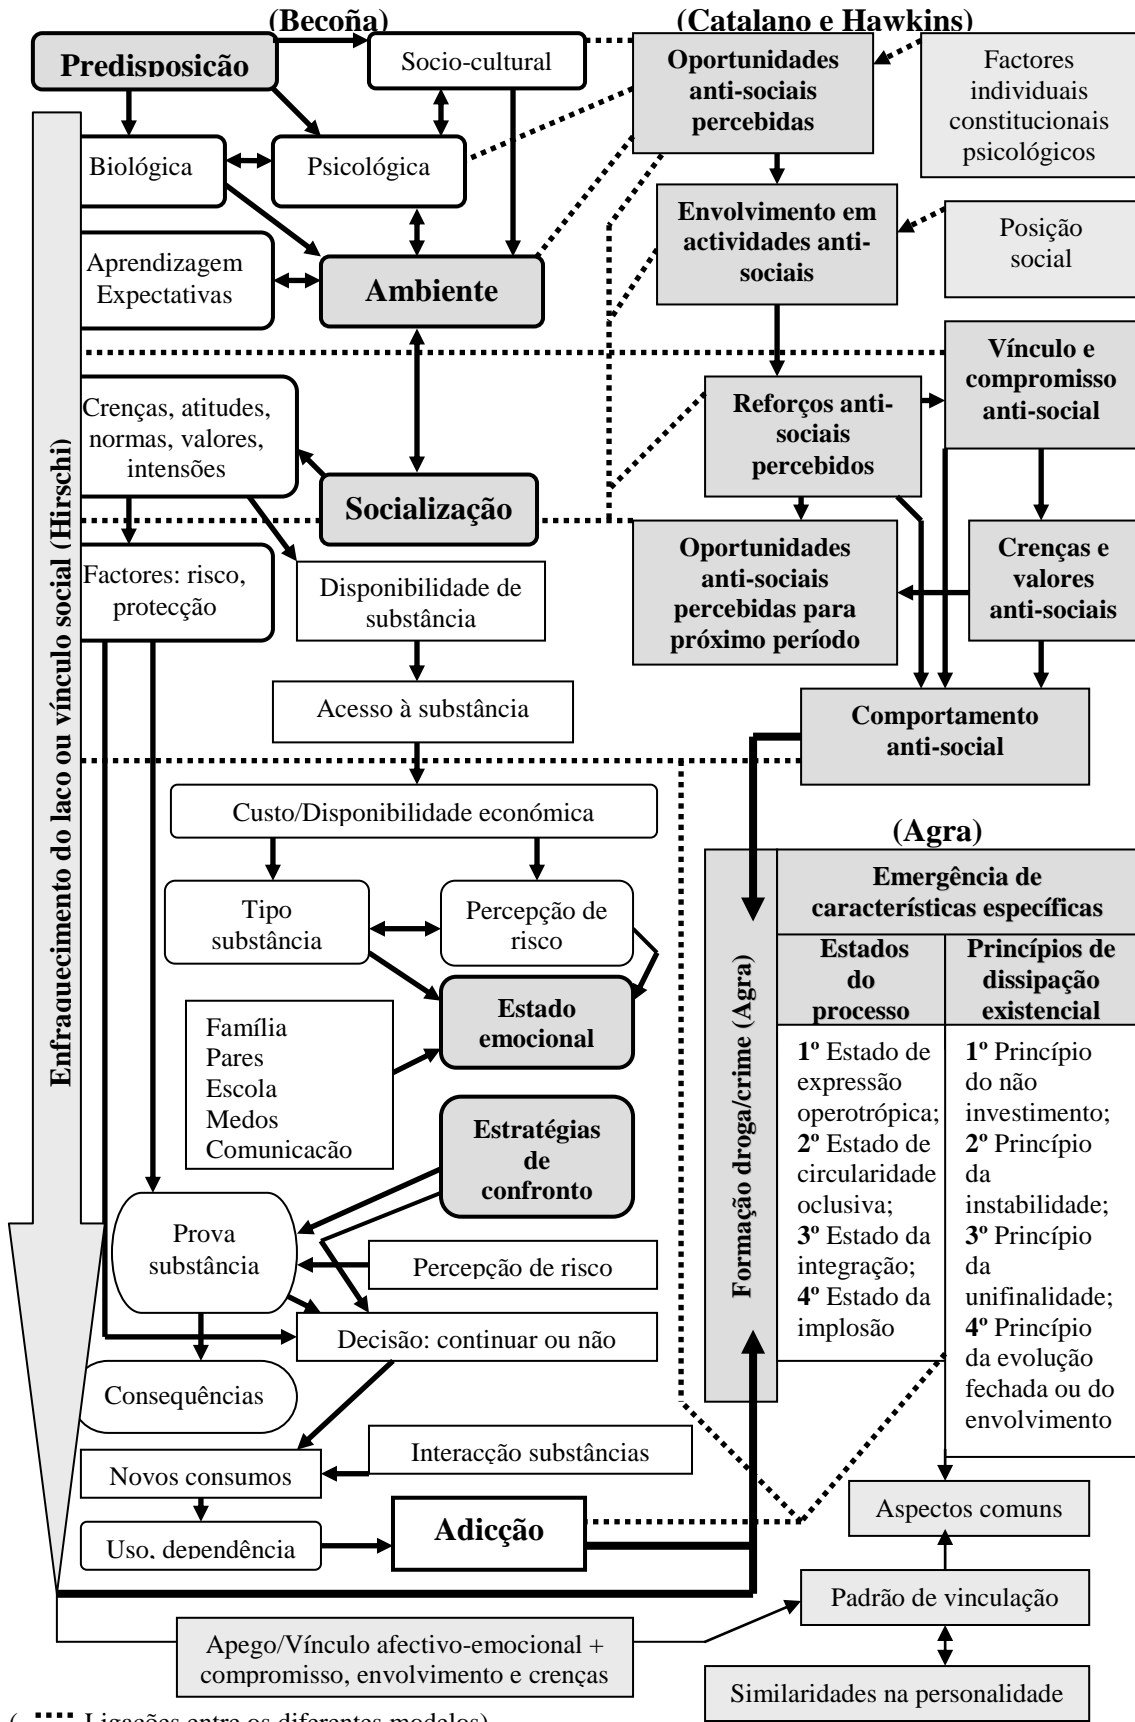 (Becoña)
(Catalano e Hawkins)
Predisposição
Socio-cultural
Oportunidades
anti-sociais
percebidas
Factores
individuais
constitucionais
psicológicos
Biológica
Psicológica
Envolvimento em
actividades anti-
sociais
Posição
social
Aprendizagem
Expectativas
Ambiente
Vínculo e
compromisso
anti-social
Crenças, atitudes,
normas, valores,
intensões
Reforços anti-
sociais
percebidos
Socialização
Oportunidades
anti-sociais
percebidas para
próximo período
Crenças e
valores
anti-sociais
Factores: risco,
protecção
Disponibilidade de
substância
Acesso à substância
Comportamento
anti-social
Enfraquecimento do laco ou vínculo social (Hirschi)
Custo/Disponibilidade económica
Tipo
substância
Percepção de
risco
Estado
emocional
Família
Pares
Escola
Medos
Comunicação
Estratégias
de
confronto
Prova
substância
Percepção de risco
Decisão: continuar ou não
Consequências
Interacção substâncias
Novos consumos
Uso, dependência
Adicção
(Agra)
Formação droga/crime (Agra)
Emergência de
características específicas
Estados
do
processo
Princípios de
dissipação
existencial
1º Estado de
expressão
operotrópica;
2º Estado de
circularidade
oclusiva;
3º Estado da
integração;
4º Estado da
implosão
1º Princípio
do não
investimento;
2º Princípio
da
instabilidade;
3º Princípio
da
unifinalidade;
4º Princípio
da evolução
fechada ou do
envolvimento
Aspectos comuns
Padrão de vinculação
Apego/Vínculo afectivo-emocional +
compromisso, envolvimento e crenças
Similaridades na personalidade
( Ligações entre os diferentes modelos)